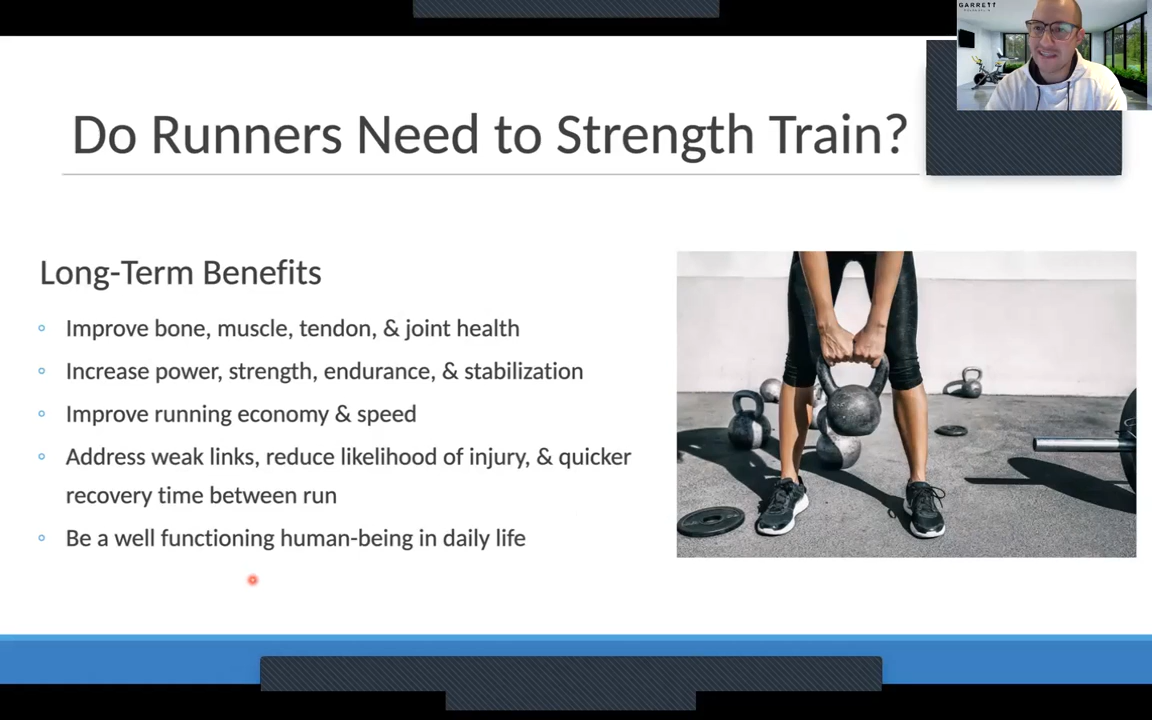 GARRETT
Do Runners Need to Strength Train?
Long-Term Benefits
Improve bone, muscle, tendon, & joint health
Increase power, strength, endurance, & stabilization
Improve running economy & speed
Address weak links, reduce likelihood of injury, & quicker
recovery time between run
Be a well functioning human-being in daily life